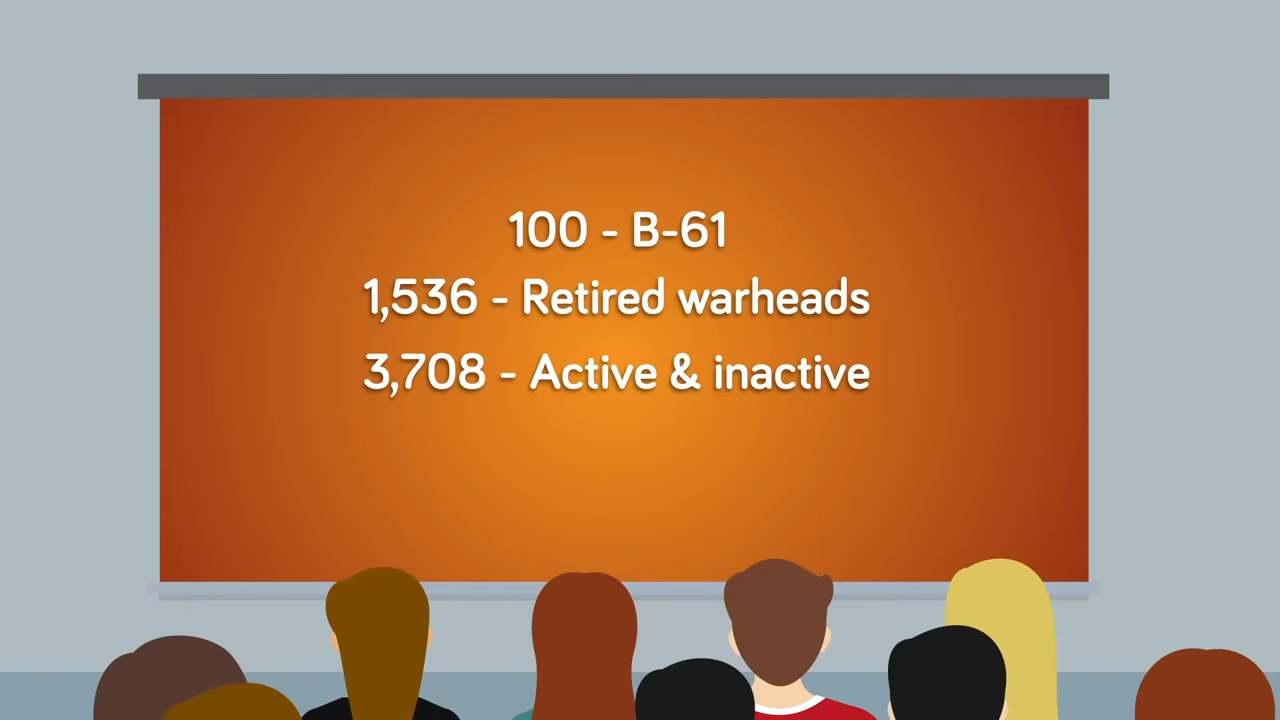 100 - B-61
1,536 - Retired warheads
3,708 - Active & inactive